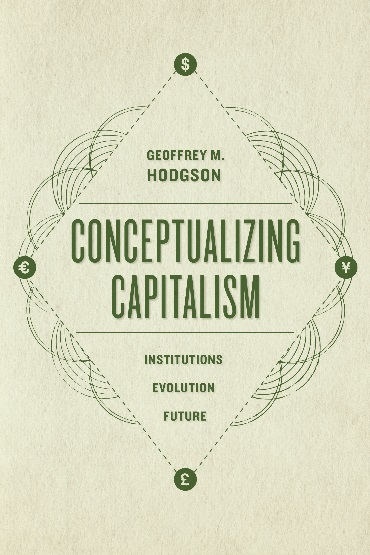 $
GEOFFREY M.
HODGSON
CONCEPTUALIZING
CAPITALISM
€
¥
INSTITUTIONS
EVOLUTION
FUTURE
£